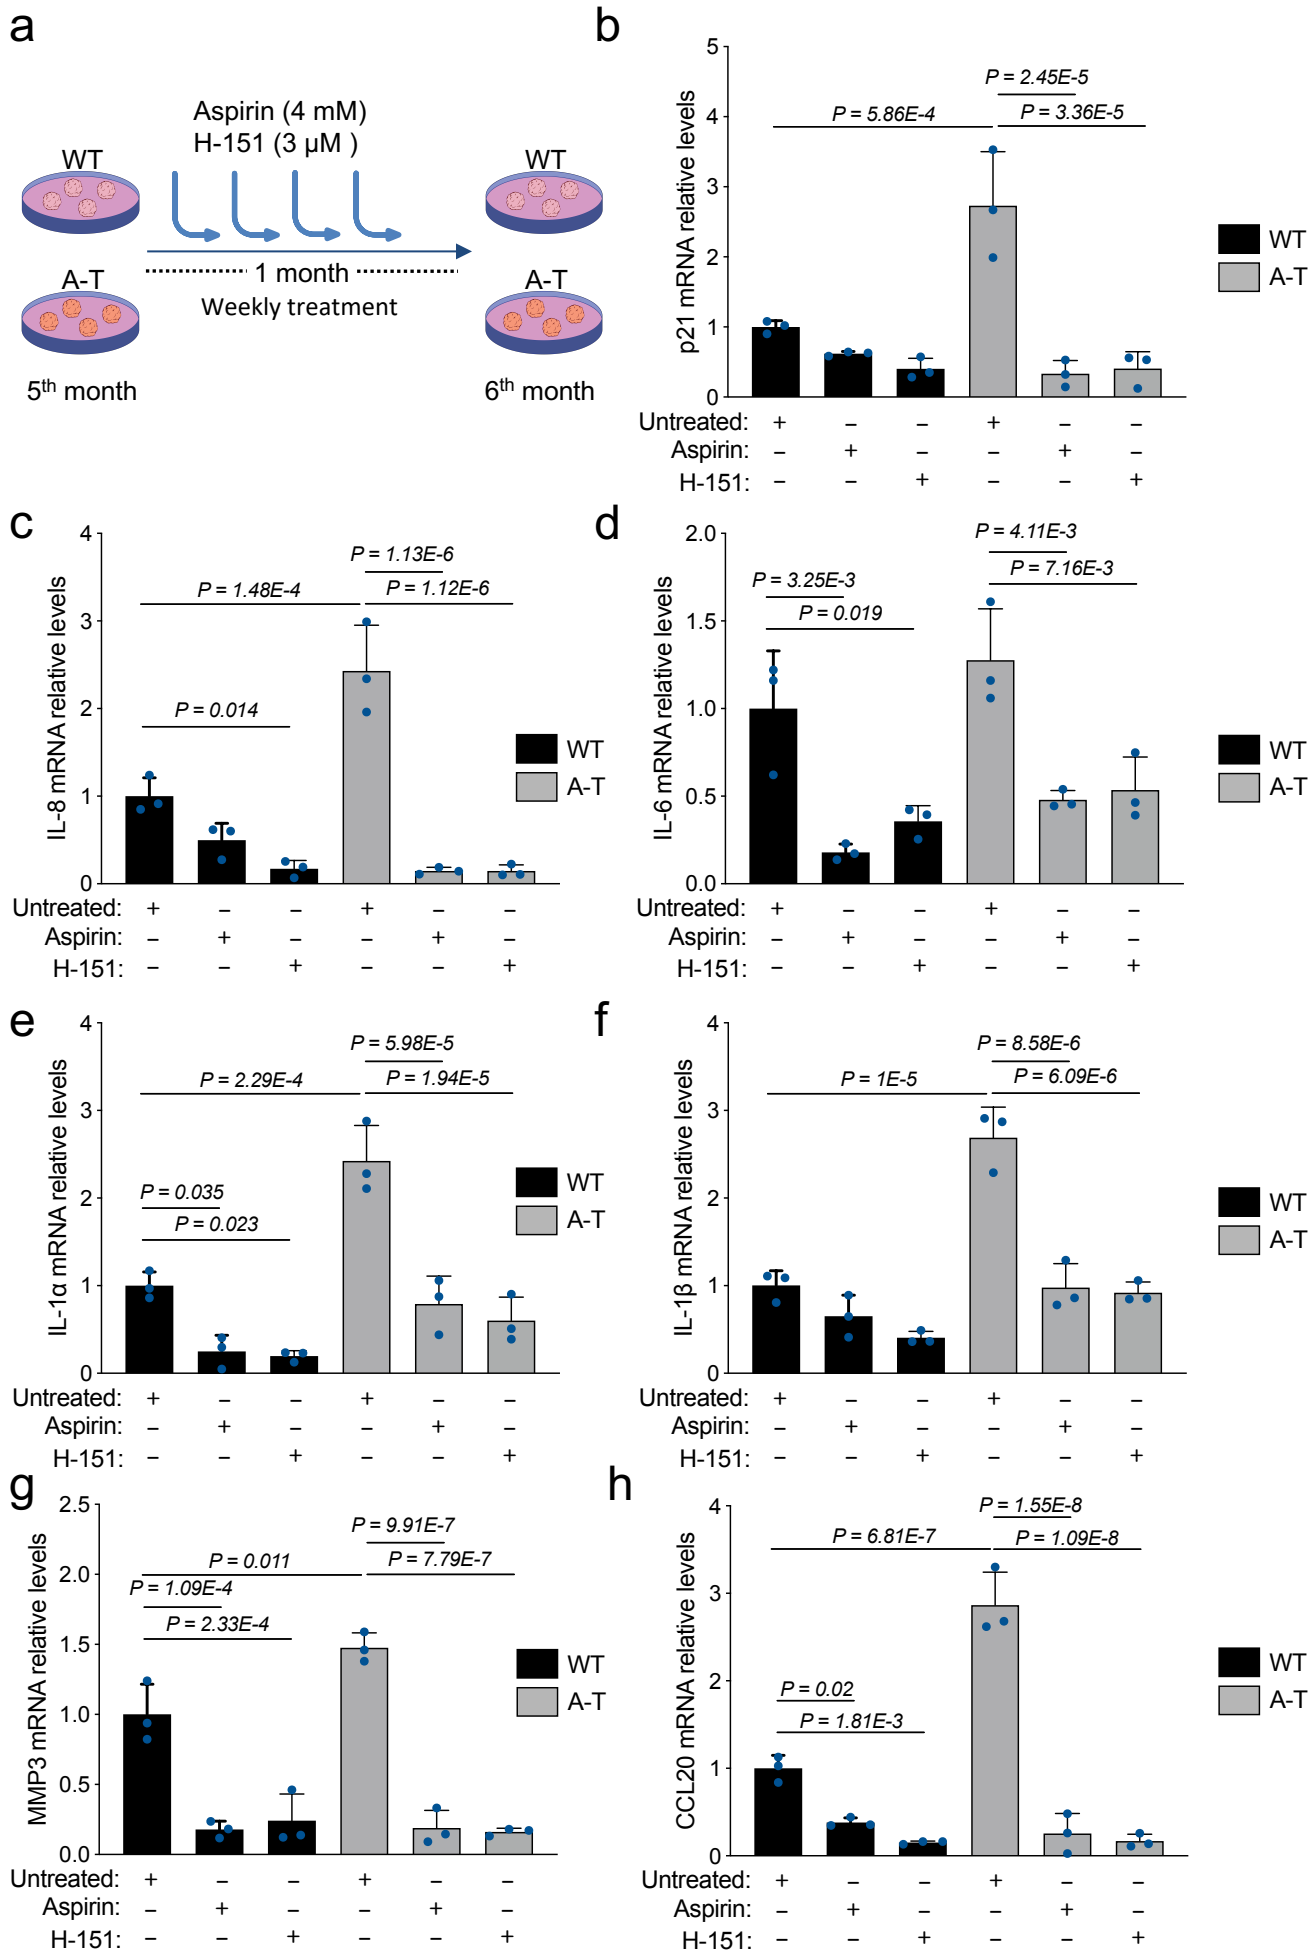 a
Aspirin (4 mM)
H-151 (3 µM )
WT
WT
A-T
1 month
A-T
Weekly treatment
5th month
6th month
b
p21 mRNA relative levels
5
4
3
2
1
0
P = 2.45E-5
P = 5.86E-4
P = 3.36E-5
WT
A-T
Untreated: + – – + – –
Aspirin: – + – – + –
H-151: – – + – – +
c
IL-8 mRNA relative levels
4
3
2
1
0
P = 1.13E-6
P = 1.48E-4
P = 1.12E-6
P = 0.014
WT
A-T
Untreated: + – – + – –
Aspirin: – + – – + –
H-151: – – + – – +
d
IL-6 mRNA relative levels
2.0
1.5
1.0
0.5
0.0
P = 4.11E-3
P = 3.25E-3
P = 7.16E-3
P = 0.019
WT
A-T
Untreated: + – – + – –
Aspirin: – + – – + –
H-151: – – + – – +
e
IL-1α mRNA relative levels
4
3
2
1
0
P = 5.98E-5
P = 2.29E-4
P = 1.94E-5
P = 0.035
P = 0.023
WT
A-T
Untreated: + – – + – –
Aspirin: – + – – + –
H-151: – – + – – +
f
IL-1β mRNA relative levels
4
3
2
1
0
P = 8.58E-6
P = 1E-5
P = 6.09E-6
WT
A-T
Untreated: + – – + – –
Aspirin: – + – – + –
H-151: – – + – – +
g
MMP3 mRNA relative levels
2.5
2.0
1.5
1.0
0.5
0.0
P = 9.91E-7
P = 0.011
P = 7.79E-7
P = 1.09E-4
P = 2.33E-4
WT
A-T
Untreated: + – – + – –
Aspirin: – + – – + –
H-151: – – + – – +
h
CCL20 mRNA relative levels
4
3
2
1
0
P = 1.55E-8
P = 6.81E-7
P = 1.09E-8
P = 0.02
P = 1.81E-3
WT
A-T
Untreated: + – – + – –
Aspirin: – + – – + –
H-151: – – + – – +